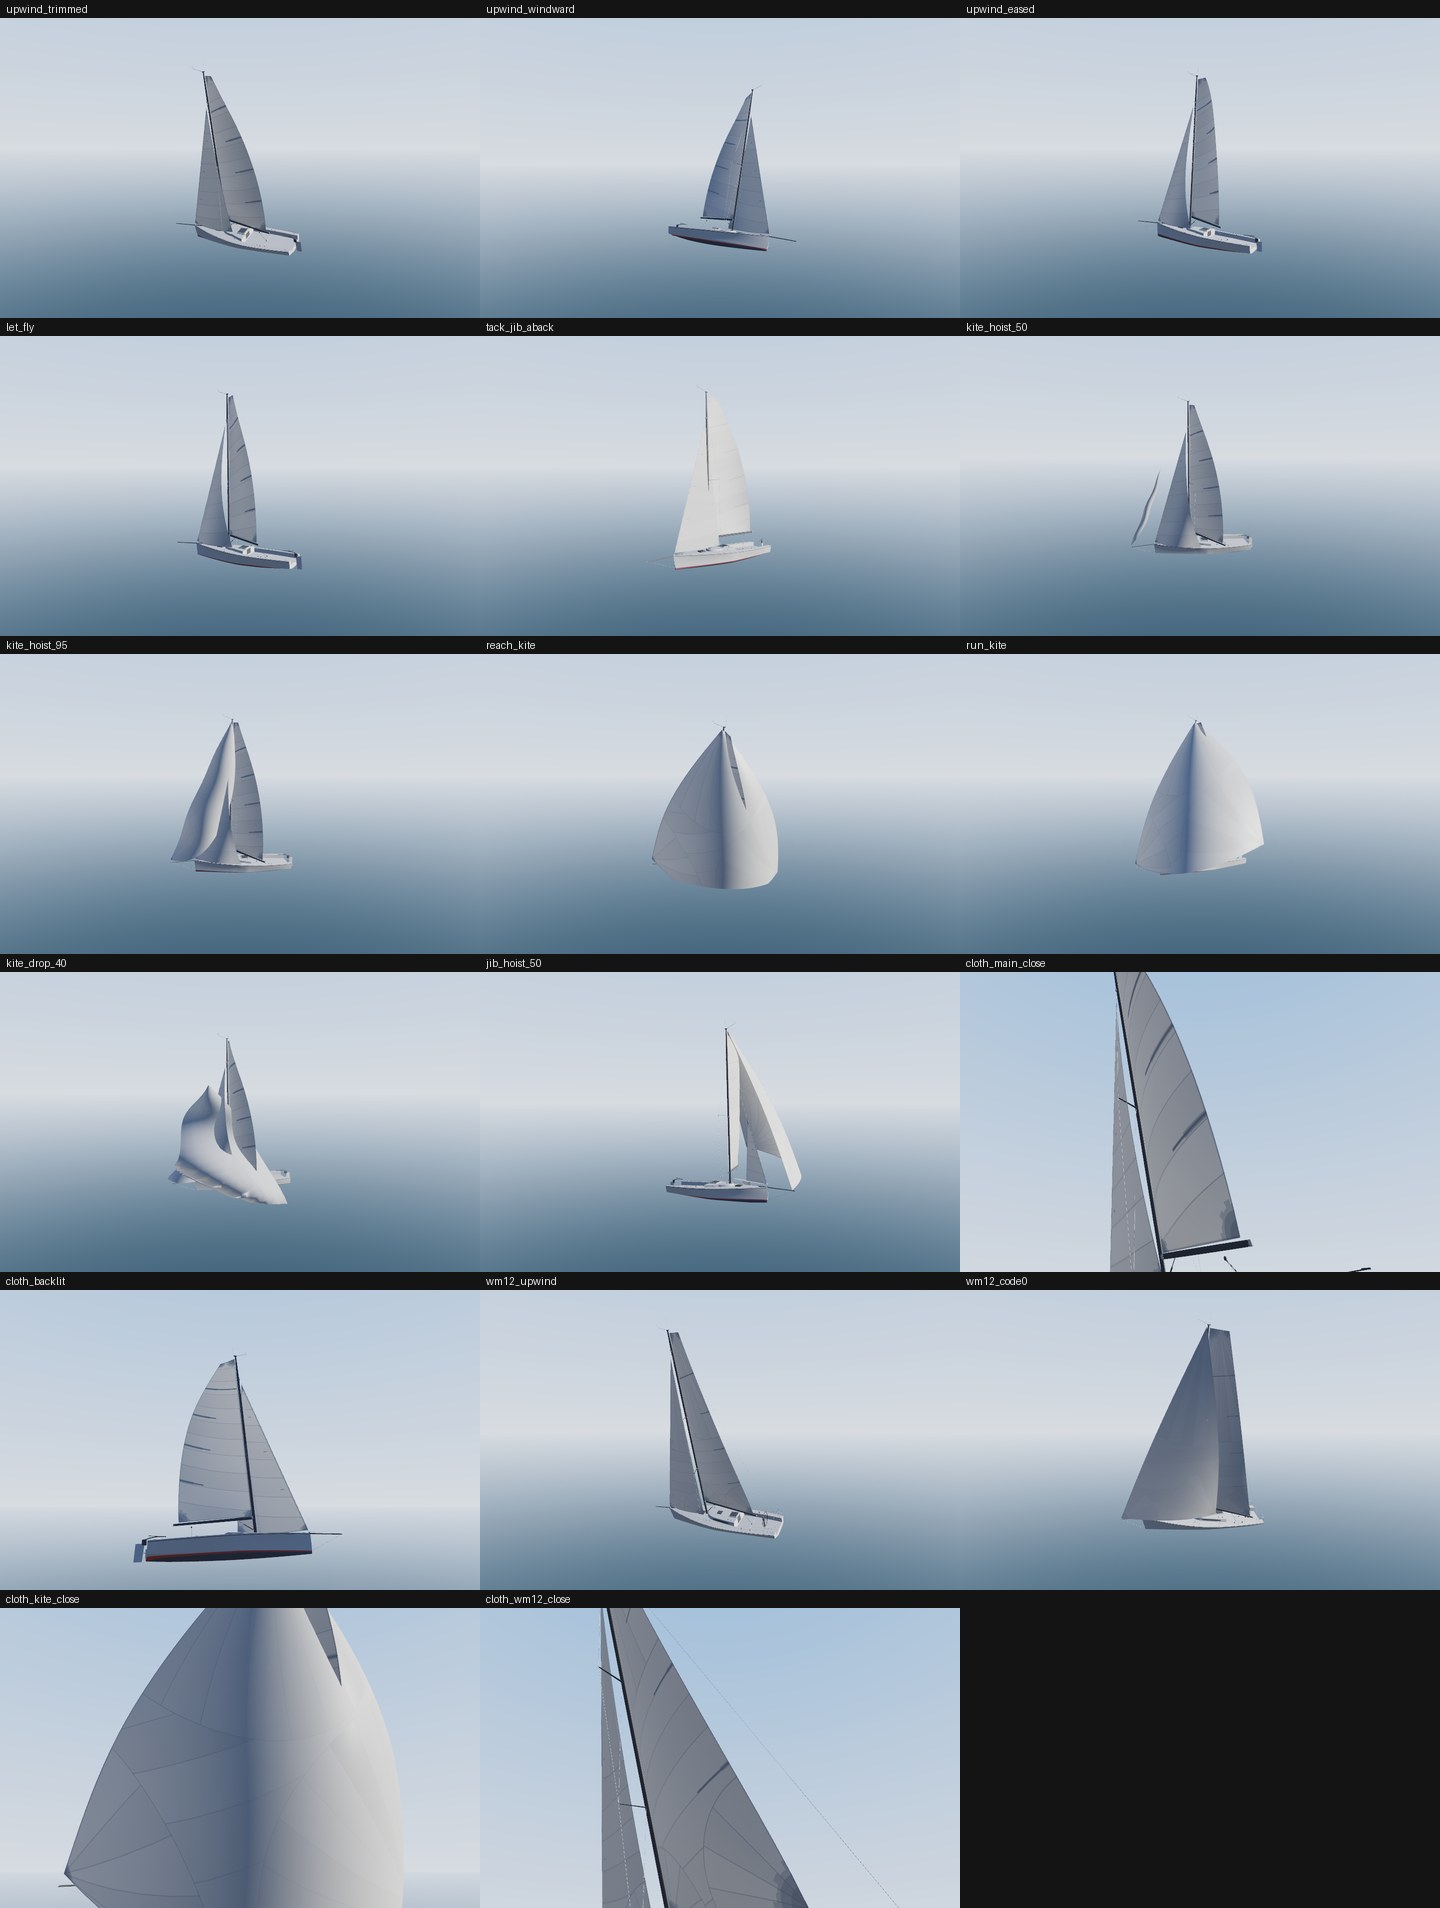 upwind_trimmed
upwind_windward
upwind_eased
let_fly
tack_jib_aback
kite_hoist_50
kite_hoist_95
reach_kite
run_kite
kite_drop_40
jib_hoist_50
cloth_main_close
cloth_backlit
wm12_upwind
wm12_code0
cloth_kite_close
cloth_wm12_close